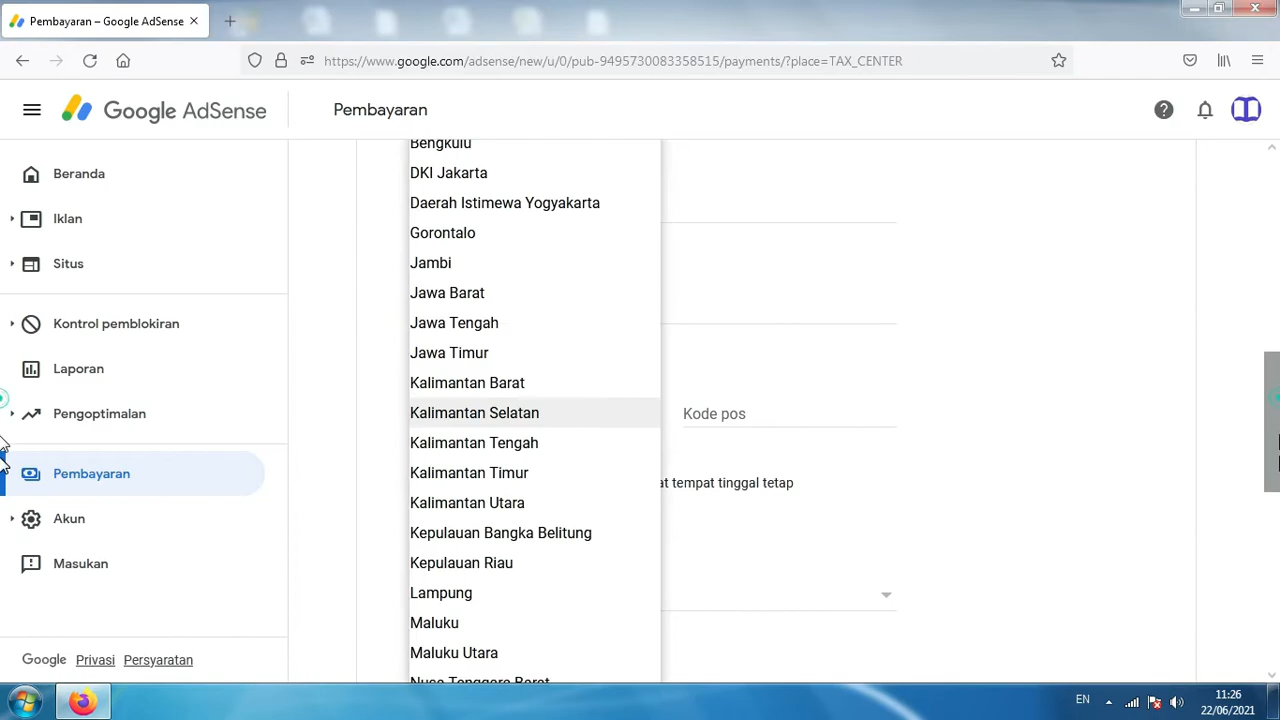 Pembayaran – Google AdSense
https://www.google.com/adsense/new/u/0/pub-9495730083358515/payments/?place=TAX_CENTER
Google AdSense
Pembayaran
Beranda
Iklan
Situs
Kontrol pemblokiran
Laporan
Pengoptimalan
Pembayaran
Akun
Masukan
Google Privasi Persyaratan
Bengkulu
DKI Jakarta
Daerah Istimewa Yogyakarta
Gorontalo
Jambi
Jawa Barat
Jawa Tengah
Jawa Timur
Kalimantan Barat
Kalimantan Selatan
Kalimantan Tengah
Kalimantan Timur
Kalimantan Utara
Kepulauan Bangka Belitung
Kepulauan Riau
Lampung
Maluku
Maluku Utara
Nusa Tenggara Barat
Kode pos
at tempat tinggal tetap
EN
11:26
22/06/2021